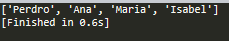 ['Perdro', 'Ana', 'Maria', 'Isabel']
[Finished in 0.6s]